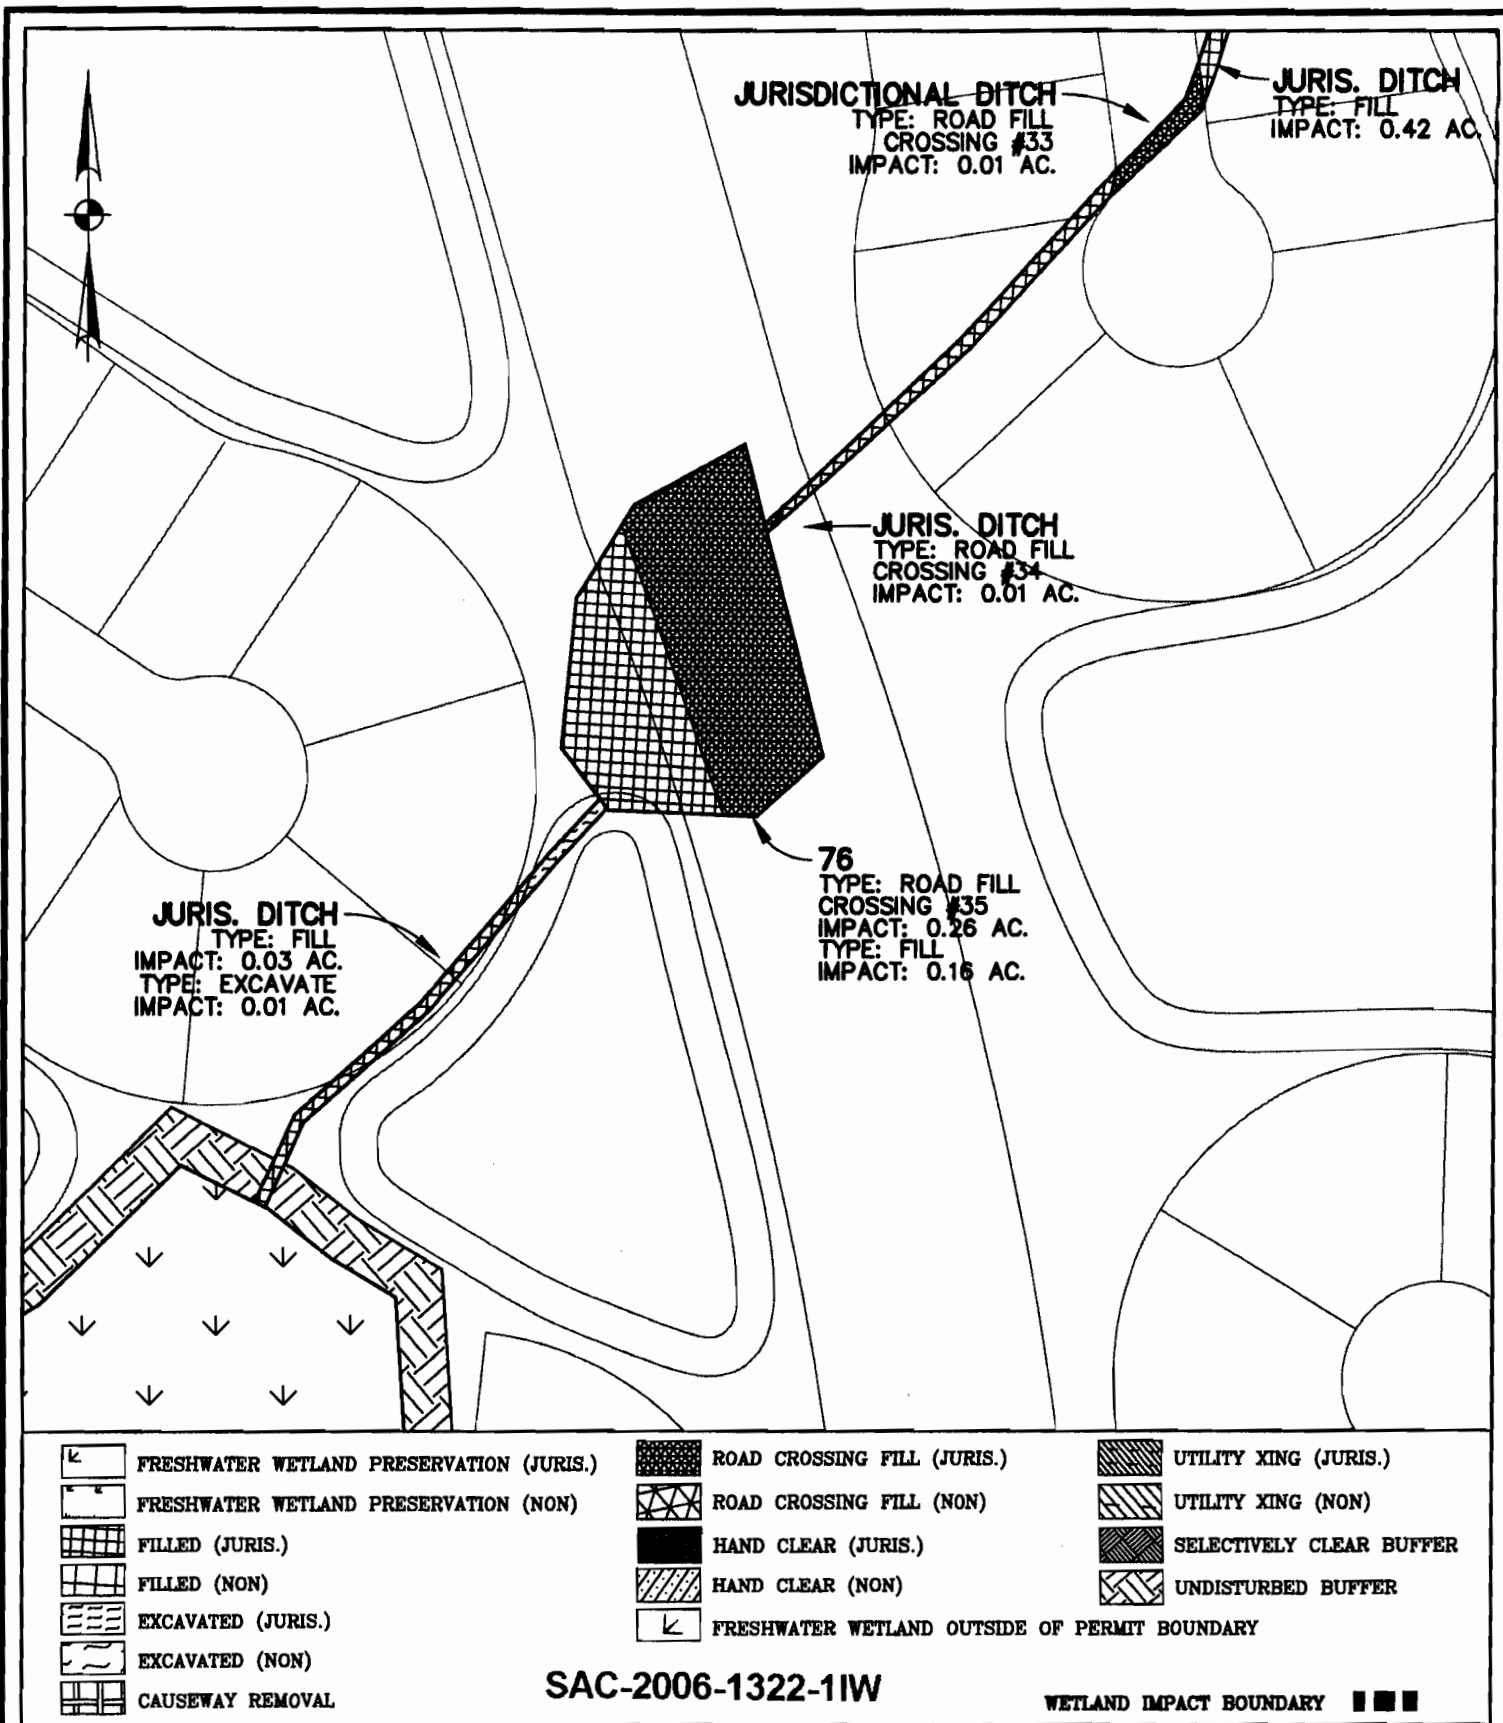 JURISDICTIONAL DITCH
TYPE: ROAD FILL
CROSSING #33
IMPACT: 0.01 AC.
JURIS. DITCH
TYPE: FILL
IMPACT: 0.42 AC.
JURIS. DITCH
TYPE: ROAD FILL
CROSSING #34
IMPACT: 0.01 AC.
76
TYPE: ROAD FILL
CROSSING #35
IMPACT: 0.26 AC.
TYPE: FILL
IMPACT: 0.16 AC.
JURIS. DITCH
TYPE: FILL
IMPACT: 0.03 AC.
TYPE: EXCAVATE
IMPACT: 0.01 AC.
FRESHWATER WETLAND PRESERVATION (JURIS.)
FRESHWATER WETLAND PRESERVATION (NON)
FILLED (JURIS.)
FILLED (NON)
EXCAVATED (JURIS.)
EXCAVATED (NON)
CAUSEWAY REMOVAL
ROAD CROSSING FILL (JURIS.)
ROAD CROSSING FILL (NON)
HAND CLEAR (JURIS.)
HAND CLEAR (NON)
FRESHWATER WETLAND OUTSIDE OF PERMIT BOUNDARY
UTILITY XING (JURIS.)
UTILITY XING (NON)
SELECTIVELY CLEAR BUFFER
UNDISTURBED BUFFER
SAC-2006-1322-1IW
WETLAND IMPACT BOUNDARY